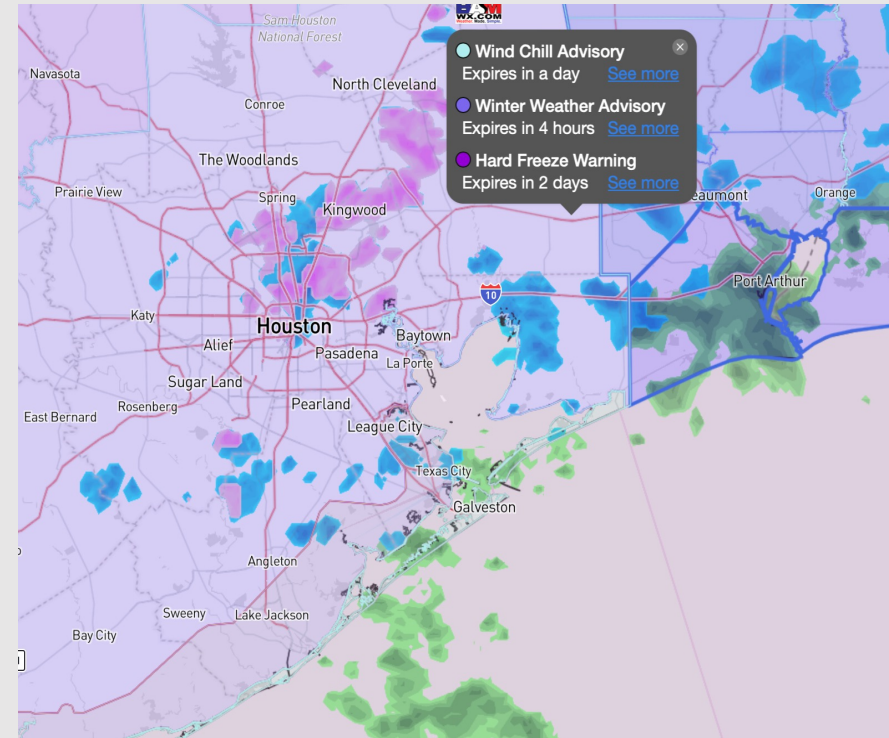 WX.COM
Sam Houston
National Forest
Wind Chill Advisory
Expires in a day See more
Navasota
North Cleveland
Conroe
Winter Weather Advisory
Expires in 4 hours See more
The Woodlands
Hard Freeze Warning
Expires in 2 days See more
Prairie View
Spring
Kingwood
eaumont
Orange
Port Arthur
10
Katy
Houston
Alief
Baytown
Pasadena
La Porte
Sugar Land
Rosenberg
Pearland
East Bernard
League City
Texas City
Galveston
Angleton
Sweeny
Lake Jackson
Bay City